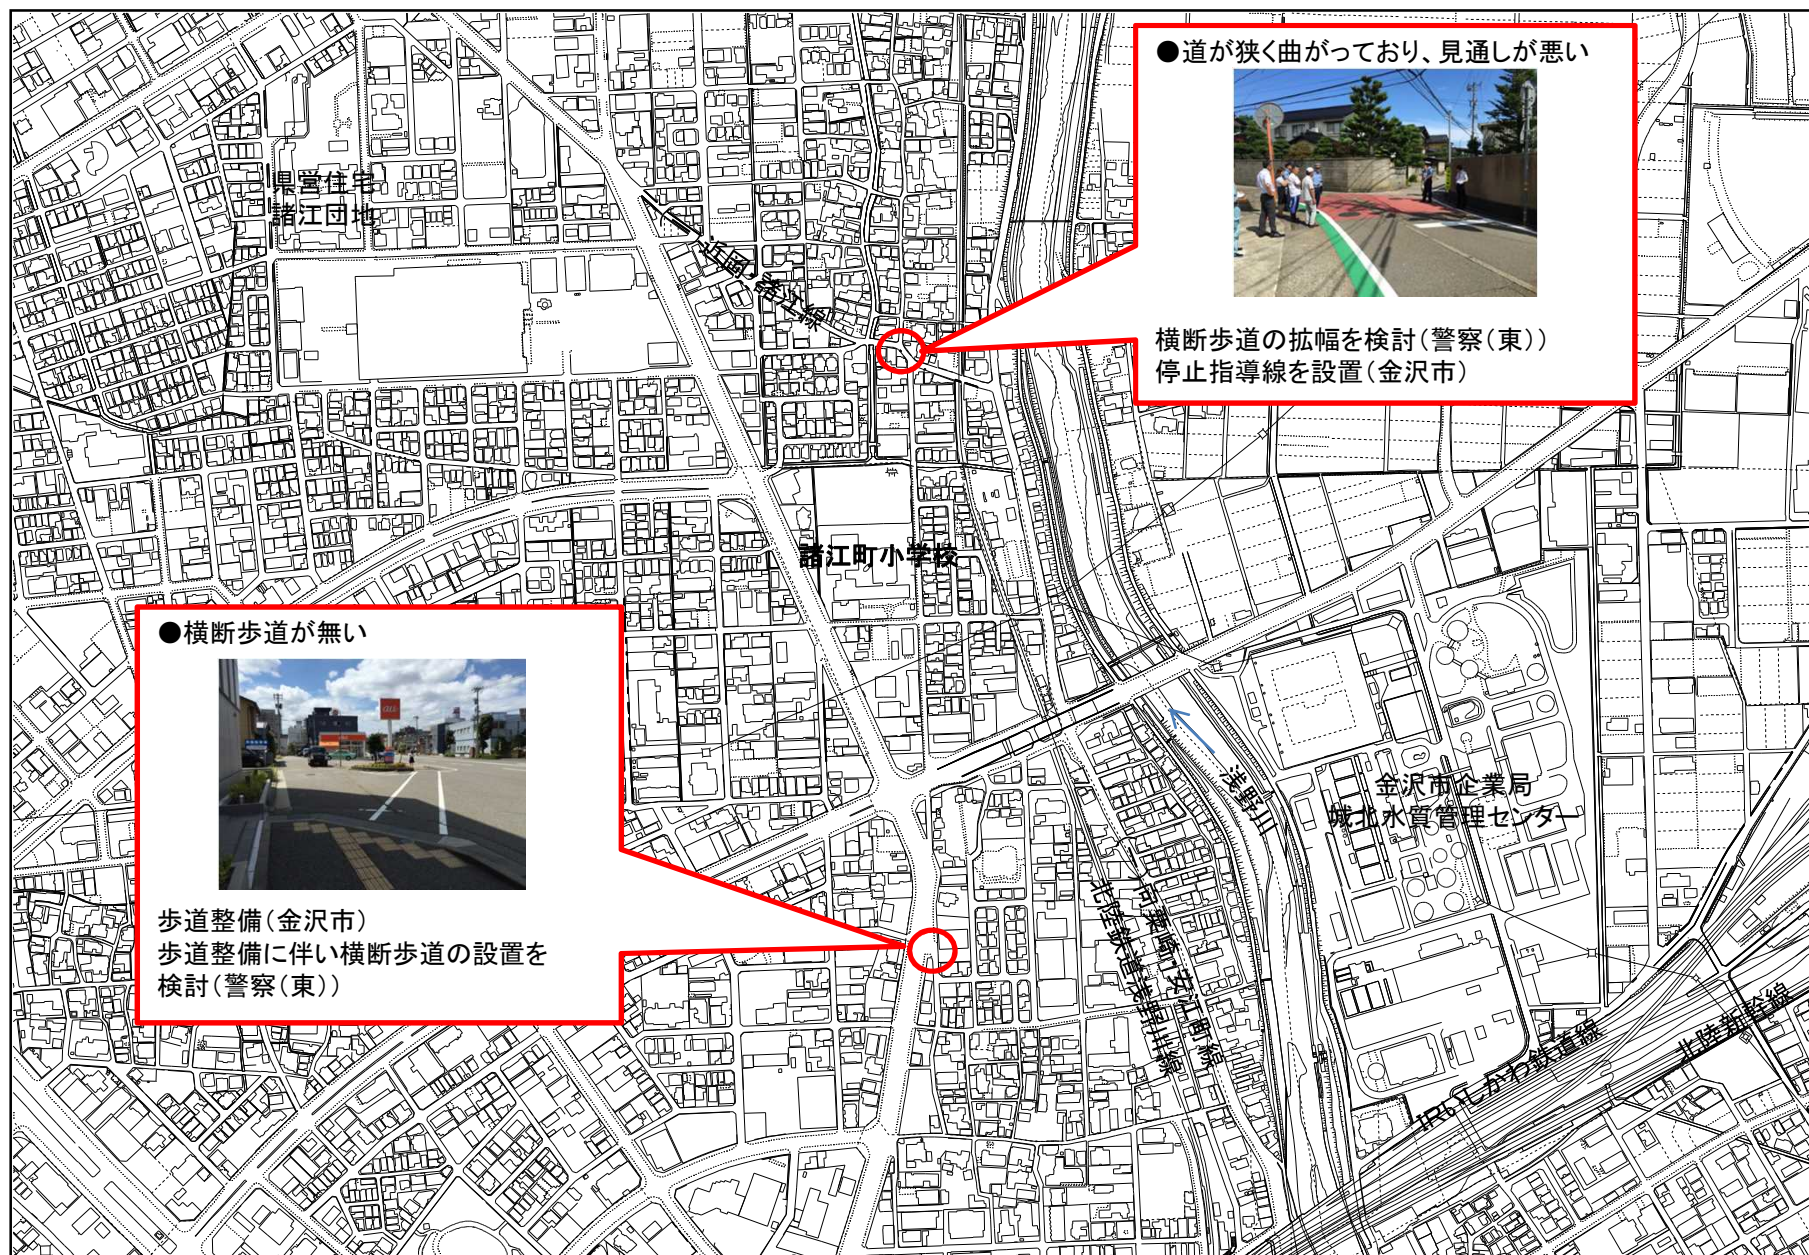 ●道が狭く曲がっており、見通しが悪い
横断歩道の拡幅を検討(警察(東))
停止指導線を設置(金沢市)
県営住宅
諸江団地
近岡・諸江線
諸江町小学校
●横断歩道が無い
歩道整備(金沢市)
歩道整備に伴い横断歩道の設置を
検討(警察(東))
浅野川
金沢市企業局
城北水質管理センター
向粟崎・安江町線
北陸鉄道浅野川線
IRいしかわ鉄道線
北陸新幹線